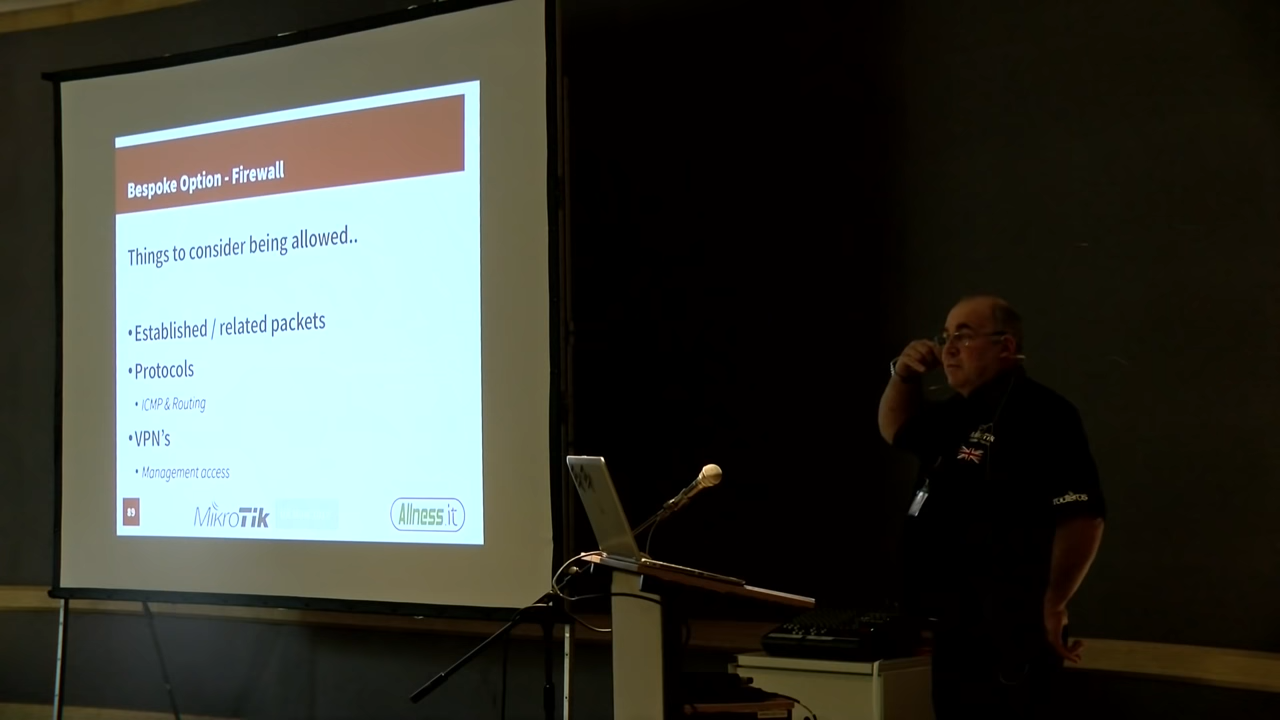 Bespoke Option - Firewall
Things to consider being allowed..
•Established / related packets
•Protocols
• ICMP & Routing
•VPN's
• Management access
89
MikroTik
Allness.it
routeros